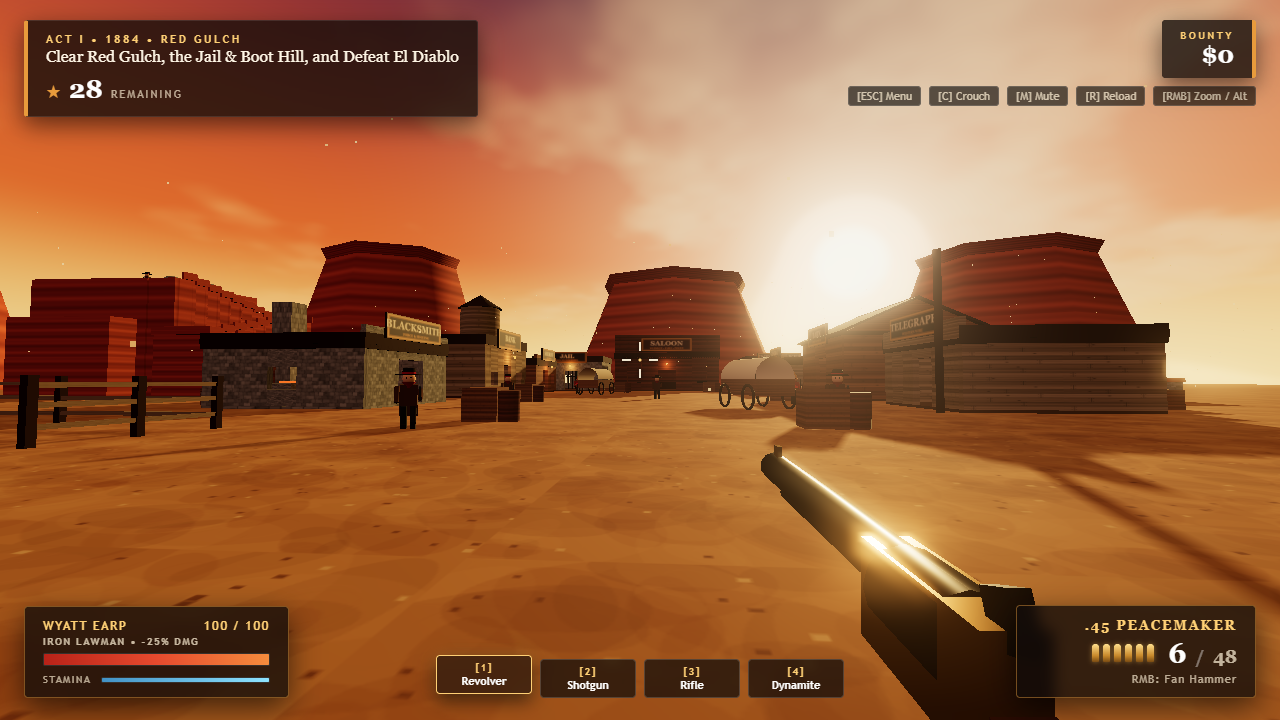 ACT I • 1884 • RED GULCH
Clear Red Gulch, the Jail & Boot Hill, and Defeat El Diablo
★ 28 REMAINING
BOUNTY
$0
[ESC] Menu
[C] Crouch
[M] Mute
[R] Reload
[RMB] Zoom / Alt
BLACKSMITH
JAIL
SALOON
TELEGRAPH
WYATT EARP 100 / 100
IRON LAWMAN • -25% DMG
STAMINA
[1]
Revolver
[2]
Shotgun
[3]
Rifle
[4]
Dynamite
.45 PEACEMAKER
6 / 48
RMB: Fan Hammer